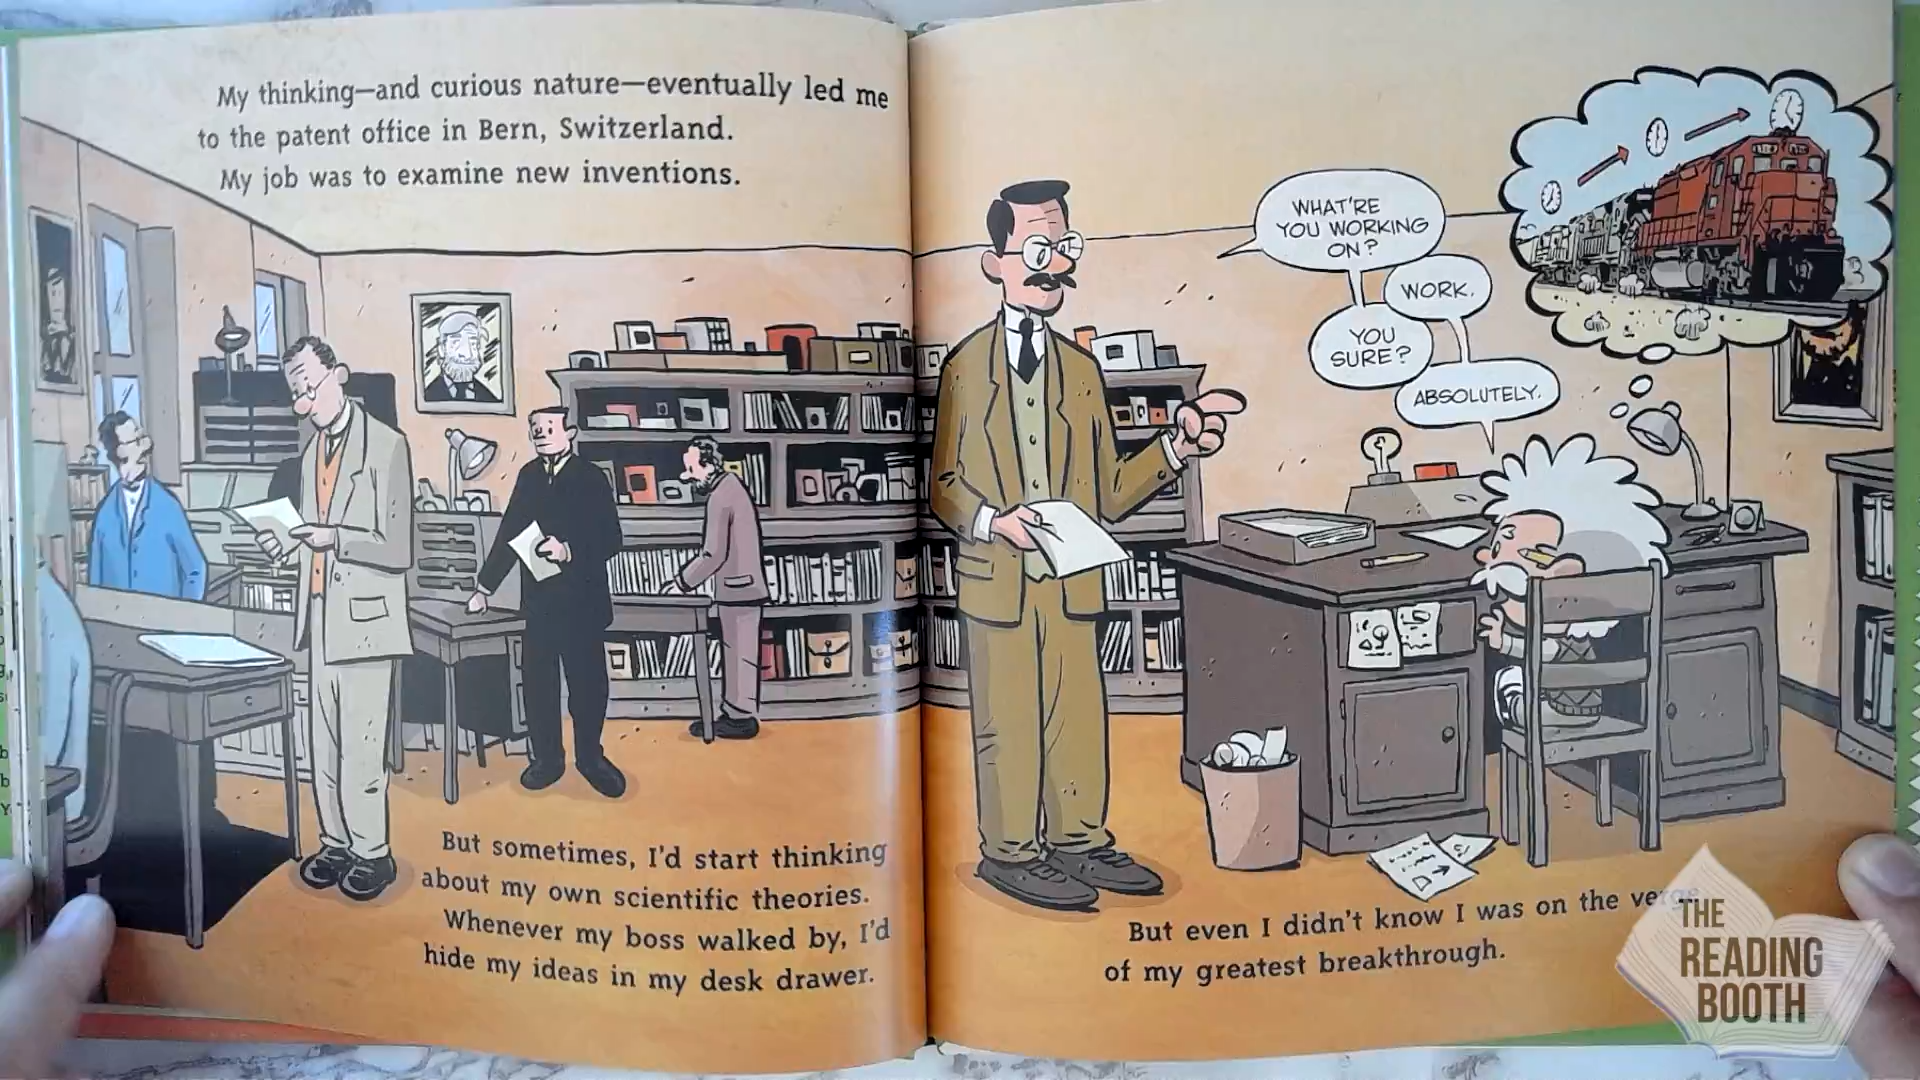 My thinking—and curious nature—eventually led me
to the patent office in Bern, Switzerland.
My job was to examine new inventions.
But sometimes, I'd start thinking
about my own scientific theories.
Whenever my boss walked by, I'd
hide my ideas in my desk drawer.
WHAT'RE
YOU WORKING
ON?
WORK.
YOU
SURE?
ABSOLUTELY.
But even I didn't know I was on the verge
of my greatest breakthrough.
THE
READING
BOOTH